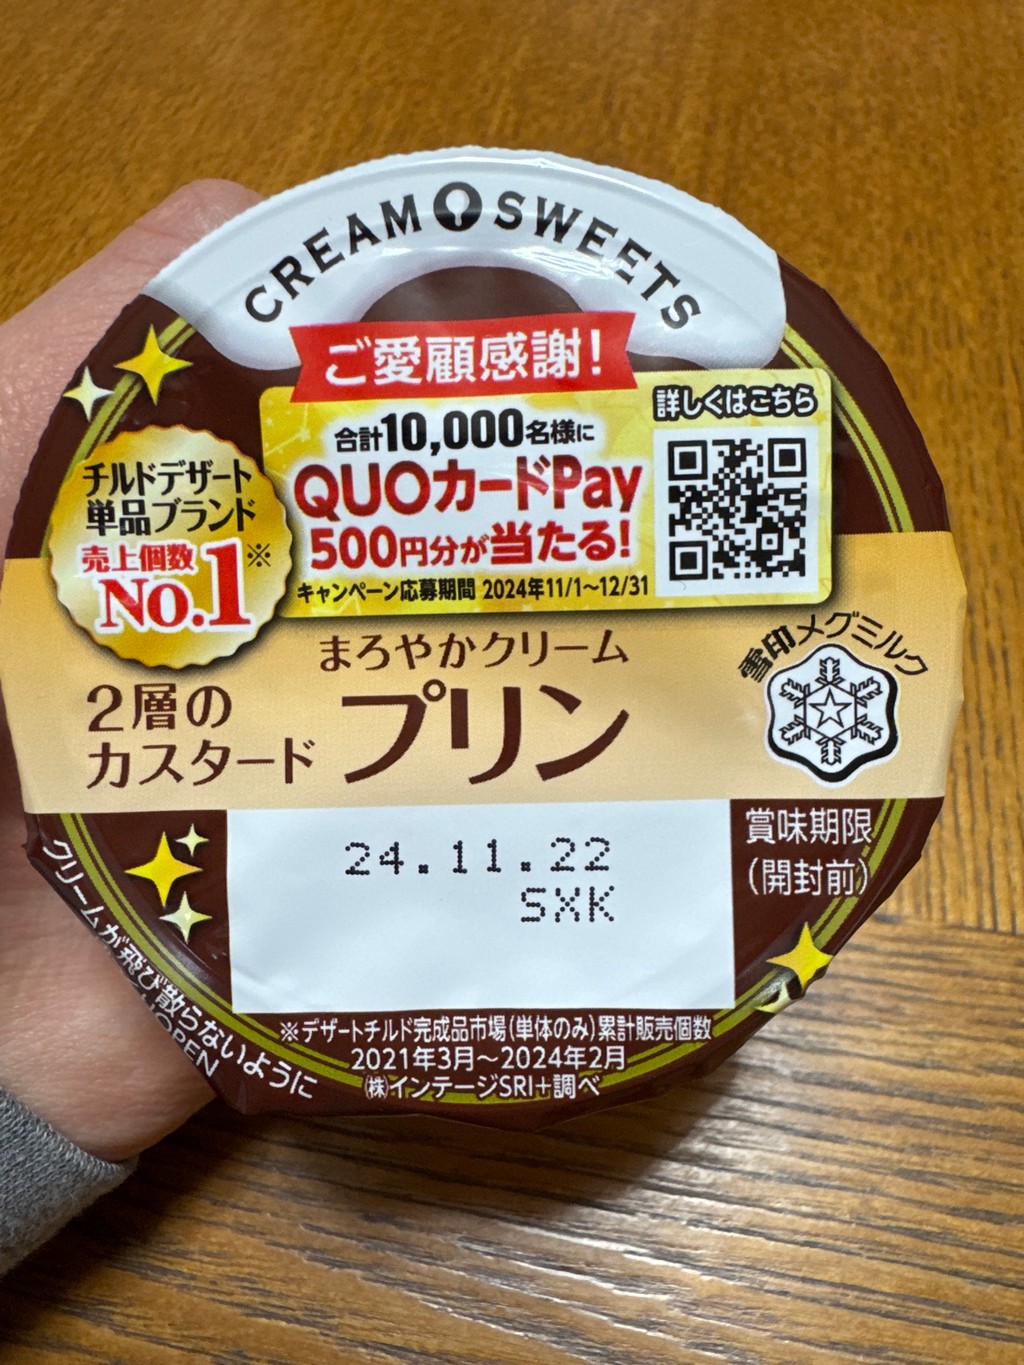 CREAM SWEETS
ご愛顧感謝!
合計10,000名様に
QUOカードPay
500円分が当たる!
キャンペーン応募期間 2024年11/1〜12/31
詳しくはこちら
チルドデザート
単品ブランド
売上個数
No.1※
まろやかクリーム
2層の
カスタード
プリン
雪印メグミルク
24.11.22
SXK
賞味期限
(開封前)
クリームが飛び散らないように
OPEN
※デザートチルド完成品市場(単体のみ)累計販売個数
2021年3月〜2024年2月
㈱インテージSRI+調べ